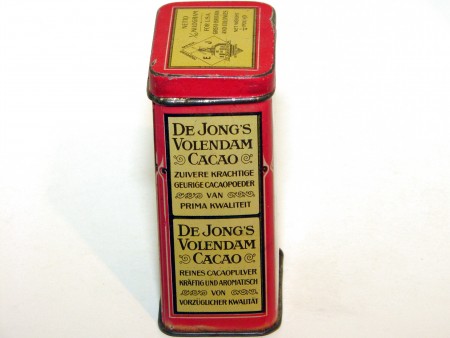 DE JONG'S
VOLENDAM
CACAO
ZUIVERE KRACHTIGE
GEURIGE CACAOPOEDER
VAN
PRIMA KWALITEIT
DE JONG'S
VOLENDAM
CACAO
REINES CACAOPULVER
KRÄFTIG UND AROMATISCH
VON
VORZÜGLICHER KWALITÄT